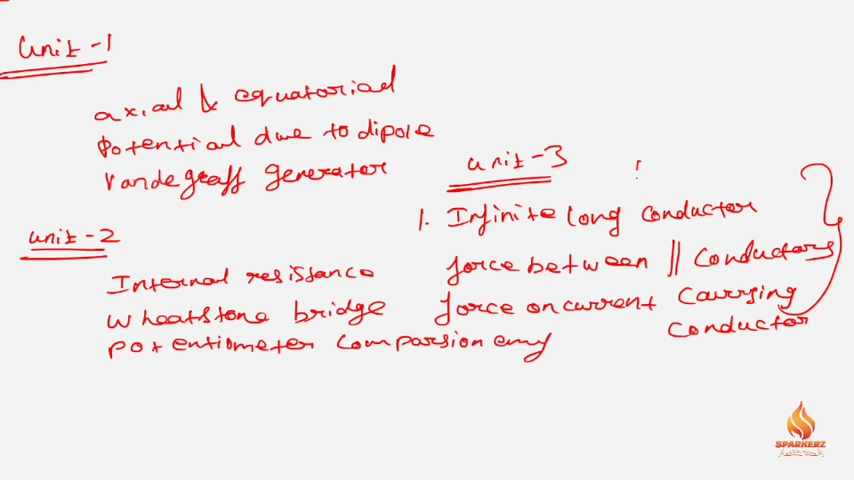 unit-1
axial & equatorial
Potential due to dipole
Vandegraff generator
unit-2
Internal resistance
Wheatstone bridge
potentiometer comparsion emf
unit-3
1. Infinite long conductor
force between || conductors
force on current carrying
conductor
SPARKERZ